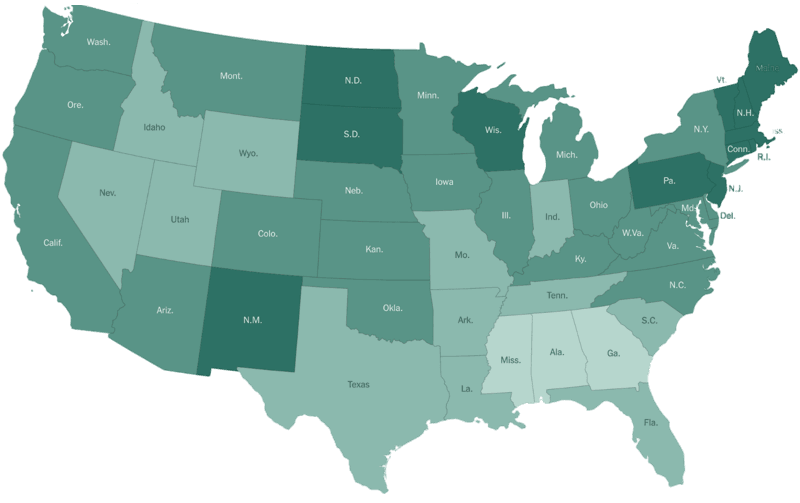 Wash.
Mont.
N.D.
Minn.
Vt.
Maine
N.H.
Ore.
Idaho
S.D.
Wis.
Mich.
N.Y.
Conn.
R.I.
Wyo.
Nev.
Utah
Neb.
Iowa
Ill.
Ind.
Ohio
Pa.
N.J.
Md.
Del.
Calif.
Colo.
Kan.
Mo.
Ky.
W.Va.
Va.
N.C.
Ariz.
N.M.
Okla.
Ark.
Tenn.
S.C.
Texas
La.
Miss.
Ala.
Ga.
Fla.